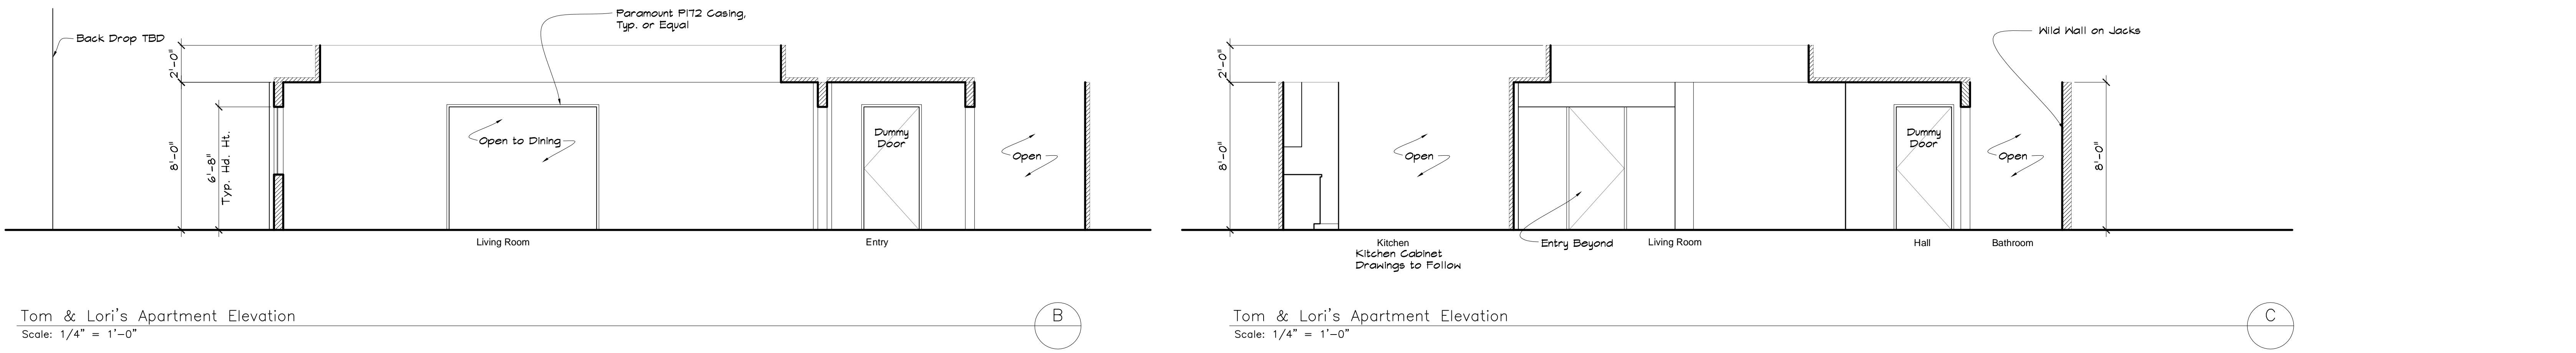 Paramount P172 Casing,
Typ. or Equal
Back Drop TBD
2'-0"
8'-0"
6'-8"
Typ. Hd. Ht.
Open to Dining
Dummy
Door
Open
Living Room
Entry
Tom & Lori's Apartment Elevation
Scale: 1/4" = 1'-0"
B
Wild Wall on Jacks
2'-0"
8'-0"
Open
Dummy
Door
Open
8'-0"
Kitchen
Kitchen Cabinet
Drawings to Follow
Entry Beyond
Living Room
Hall
Bathroom
Tom & Lori's Apartment Elevation
Scale: 1/4" = 1'-0"
C